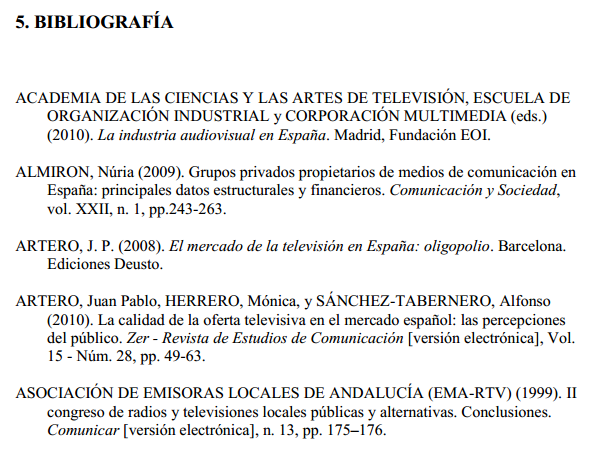 5. BIBLIOGRAFÍA
ACADEMIA DE LAS CIENCIAS Y LAS ARTES DE TELEVISIÓN, ESCUELA DE
ORGANIZACIÓN INDUSTRIAL y CORPORACIÓN MULTIMEDIA (eds.)
(2010). La industria audiovisual en España. Madrid, Fundación EOI.
ALMIRON, Núria (2009). Grupos privados propietarios de medios de comunicación en
España: principales datos estructurales y financieros. Comunicación y Sociedad,
vol. XXII, n. 1, pp.243-263.
ARTERO, J. P. (2008). El mercado de la televisión en España: oligopolio. Barcelona.
Ediciones Deusto.
ARTERO, Juan Pablo, HERRERO, Mónica, y SÁNCHEZ-TABERNERO, Alfonso
(2010). La calidad de la oferta televisiva en el mercado español: las percepciones
del público. Zer - Revista de Estudios de Comunicación [versión electrónica], Vol.
15 - Núm. 28, pp. 49-63.
ASOCIACIÓN DE EMISORAS LOCALES DE ANDALUCÍA (EMA-RTV) (1999). II
congreso de radios y televisiones locales públicas y alternativas. Conclusiones.
Comunicar [versión electrónica], n. 13, pp. 175–176.